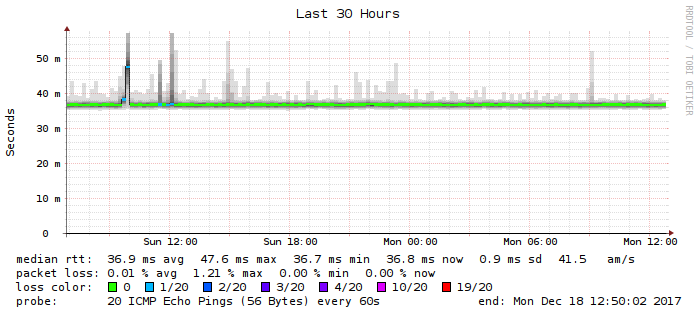 Last 30 Hours
RRDTOOL / TOBI OETIKER
Seconds
50 m
40 m
30 m
20 m
10 m
0
Sun 12:00 Sun 18:00 Mon 00:00 Mon 06:00 Mon 12:00
median rtt: 36.9 ms avg 47.6 ms max 36.7 ms min 36.8 ms now 0.9 ms sd 41.5 am/s
packet loss: 0.01 % avg 1.21 % max 0.00 % min 0.00 % now
loss color: 0 1/20 2/20 3/20 4/20 10/20 19/20
probe: 20 ICMP Echo Pings (56 Bytes) every 60s end: Mon Dec 18 12:50:02 2017